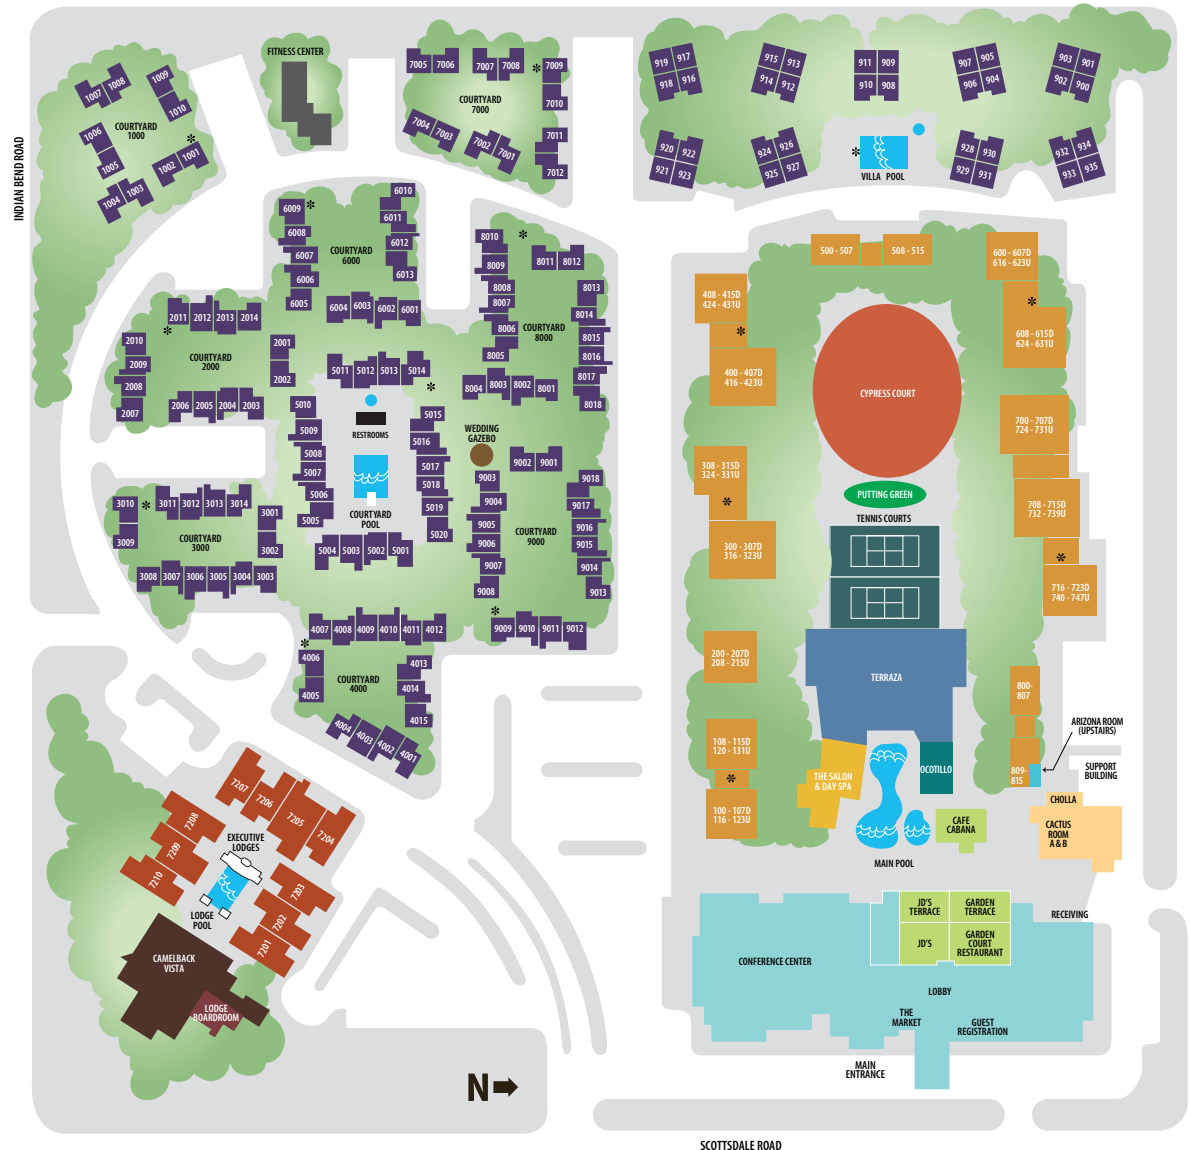 INDIAN BEND ROAD
FITNESS CENTER
1007
1008
1009
1010
COURTYARD
1000
1006
1005
1004
1003
1002
1001
*
7005
7006
7007
7008
*
7009
7010
COURTYARD
7000
7004
7003
7002
7001
7011
7012
919
917
918
916
915
913
914
912
911
909
910
908
907
905
906
904
903
901
902
900
920
922
921
923
924
926
925
927
*
VILLA POOL
928
930
929
931
932
934
933
935
6009
*
6008
6007
6006
6005
COURTYARD
6000
6010
6011
6012
6013
6004
6003
6002
6001
8010
*
8009
8008
8007
8006
8005
8011
8012
COURTYARD
8000
8013
8014
8015
8016
8017
8018
8004
8003
8002
8001
2011
2012
2013
2014
*
2010
2009
2008
2007
COURTYARD
2000
2001
2002
2006
2005
2004
2003
5011
5012
5013
5014
*
5010
5009
5008
5007
5006
5005
RESTROOMS
COURTYARD
POOL
5015
5016
5017
5018
5019
5020
5004
5003
5002
5001
WEDDING
GAZEBO
9002
9001
9003
9004
9005
9006
9007
9008
COURTYARD
9000
9018
9017
9016
9015
9014
9013
*
9009
9010
9011
9012
3010
*
3009
3011
3012
3013
3014
COURTYARD
3000
3001
3002
3008
3007
3006
3005
3004
3003
4007
4008
4009
4010
4011
4012
*
4006
4005
COURTYARD
4000
4013
4014
4015
4004
4003
4002
4001
500 - 507
508 - 515
600 - 607D
616 - 623U
*
608 - 615D
624 - 631U
408 - 415D
424 - 431U
*
400 - 407D
416 - 423U
CYPRESS COURT
700 - 707D
724 - 731U
308 - 315D
324 - 331U
*
300 - 307D
316 - 323U
PUTTING GREEN
TENNIS COURTS
708 - 715D
732 - 739U
*
716 - 723D
740 - 747U
200 - 207D
208 - 215U
TERRAZA
800-
807
809-
815
ARIZONA ROOM
(UPSTAIRS)
SUPPORT
BUILDING
108 - 115D
120 - 131U
*
100 - 107D
116 - 123U
THE SALON
& DAY SPA
OCOTILLO
CAFE
CABANA
CHOLLA
CACTUS
ROOM
A & B
MAIN POOL
7207
7206
7205
7204
7208
7209
7210
EXECUTIVE
LODGES
LODGE
POOL
7203
7202
7201
CAMELBACK
VISTA
LODGE
BOARDROOM
JD'S
TERRACE
GARDEN
TERRACE
JD'S
GARDEN
COURT
RESTAURANT
RECEIVING
CONFERENCE CENTER
LOBBY
THE
MARKET
GUEST
REGISTRATION
MAIN
ENTRANCE
N
SCOTTSDALE ROAD